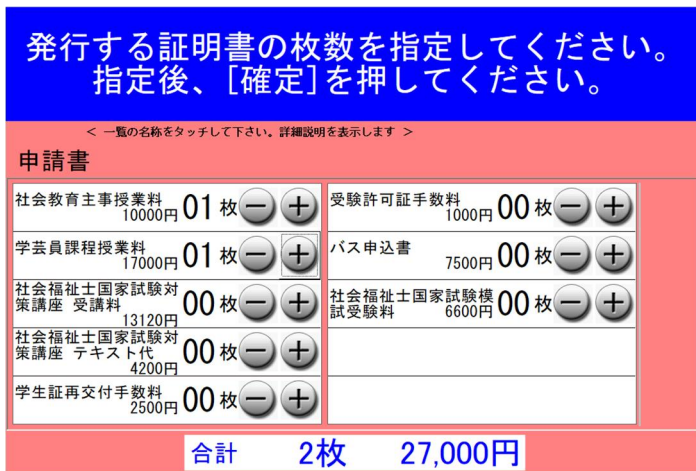 発行する証明書の枚数を指定してください。
指定後、[確定]を押してください。
< 一覧の名称をタッチして下さい。詳細説明を表示します >
申請書
社会教育主事授業料
10000円 01 枚 － ＋
学芸員課程授業料
17000円 01 枚 － ＋
社会福祉士国家試験対
策講座 受講料
13120円 00 枚 － ＋
社会福祉士国家試験対
策講座 テキスト代
4200円 00 枚 － ＋
学生証再交付手数料
2500円 00 枚 － ＋
受験許可証手数料
1000円 00 枚 － ＋
バス申込書
7500円 00 枚 － ＋
社会福祉士国家試験模
試受験料 6600円 00 枚 － ＋
合計 2枚 27,000円